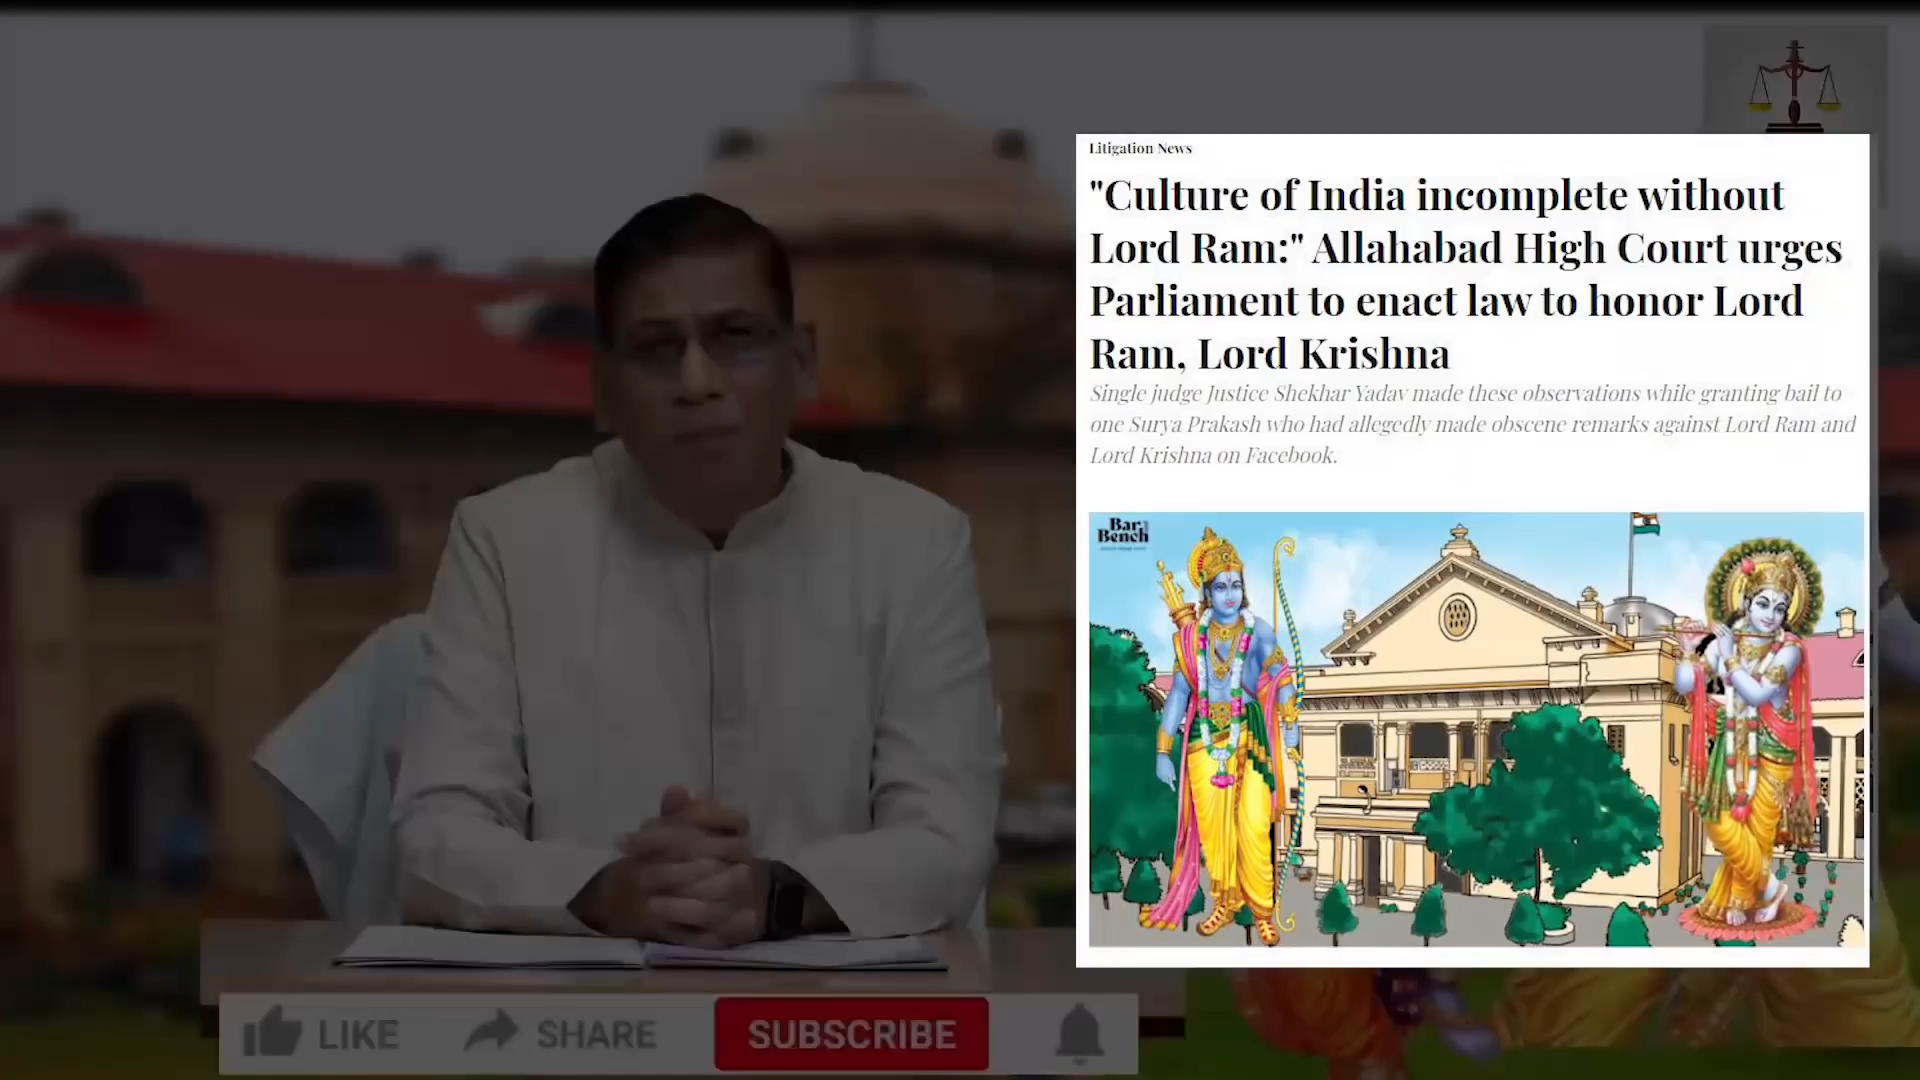 Litigation News
"Culture of India incomplete without
Lord Ram:" Allahabad High Court urges
Parliament to enact law to honor Lord
Ram, Lord Krishna
Single judge Justice Shekhar Yadav made these observations while granting bail to
one Surya Prakash who had allegedly made obscene remarks against Lord Ram and
Lord Krishna on Facebook.
Bar
Bench
LIKE SHARE SUBSCRIBE